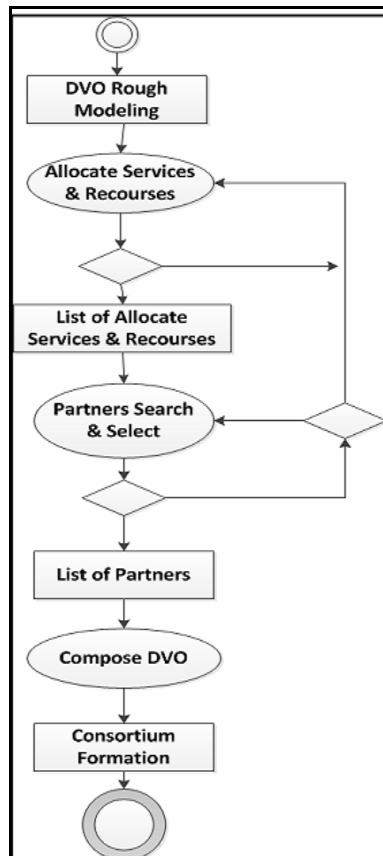 DVO Rough
Modeling
Allocate Services
& Recourses
List of Allocate
Services & Recourses
Partners Search
& Select
List of Partners
Compose DVO
Consortium
Formation